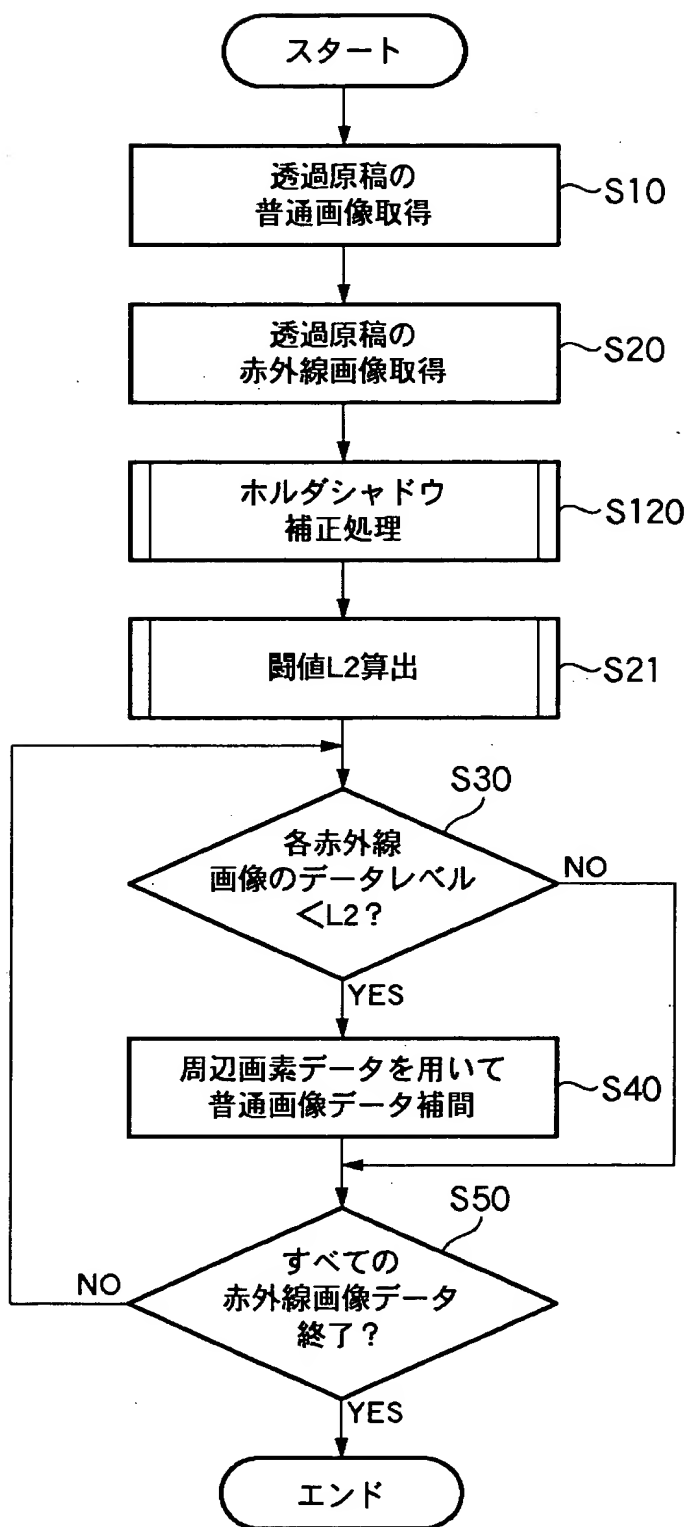 スタート
透過原稿の
普通画像取得
S10
透過原稿の
赤外線画像取得
S20
ホルダシャドウ
補正処理
S120
閾値L2算出
S21
S30
各赤外線
画像のデータレベル
<L2?
NO
YES
周辺画素データを用いて
普通画像データ補間
S40
S50
すべての
赤外線画像データ
終了?
NO
YES
エンド